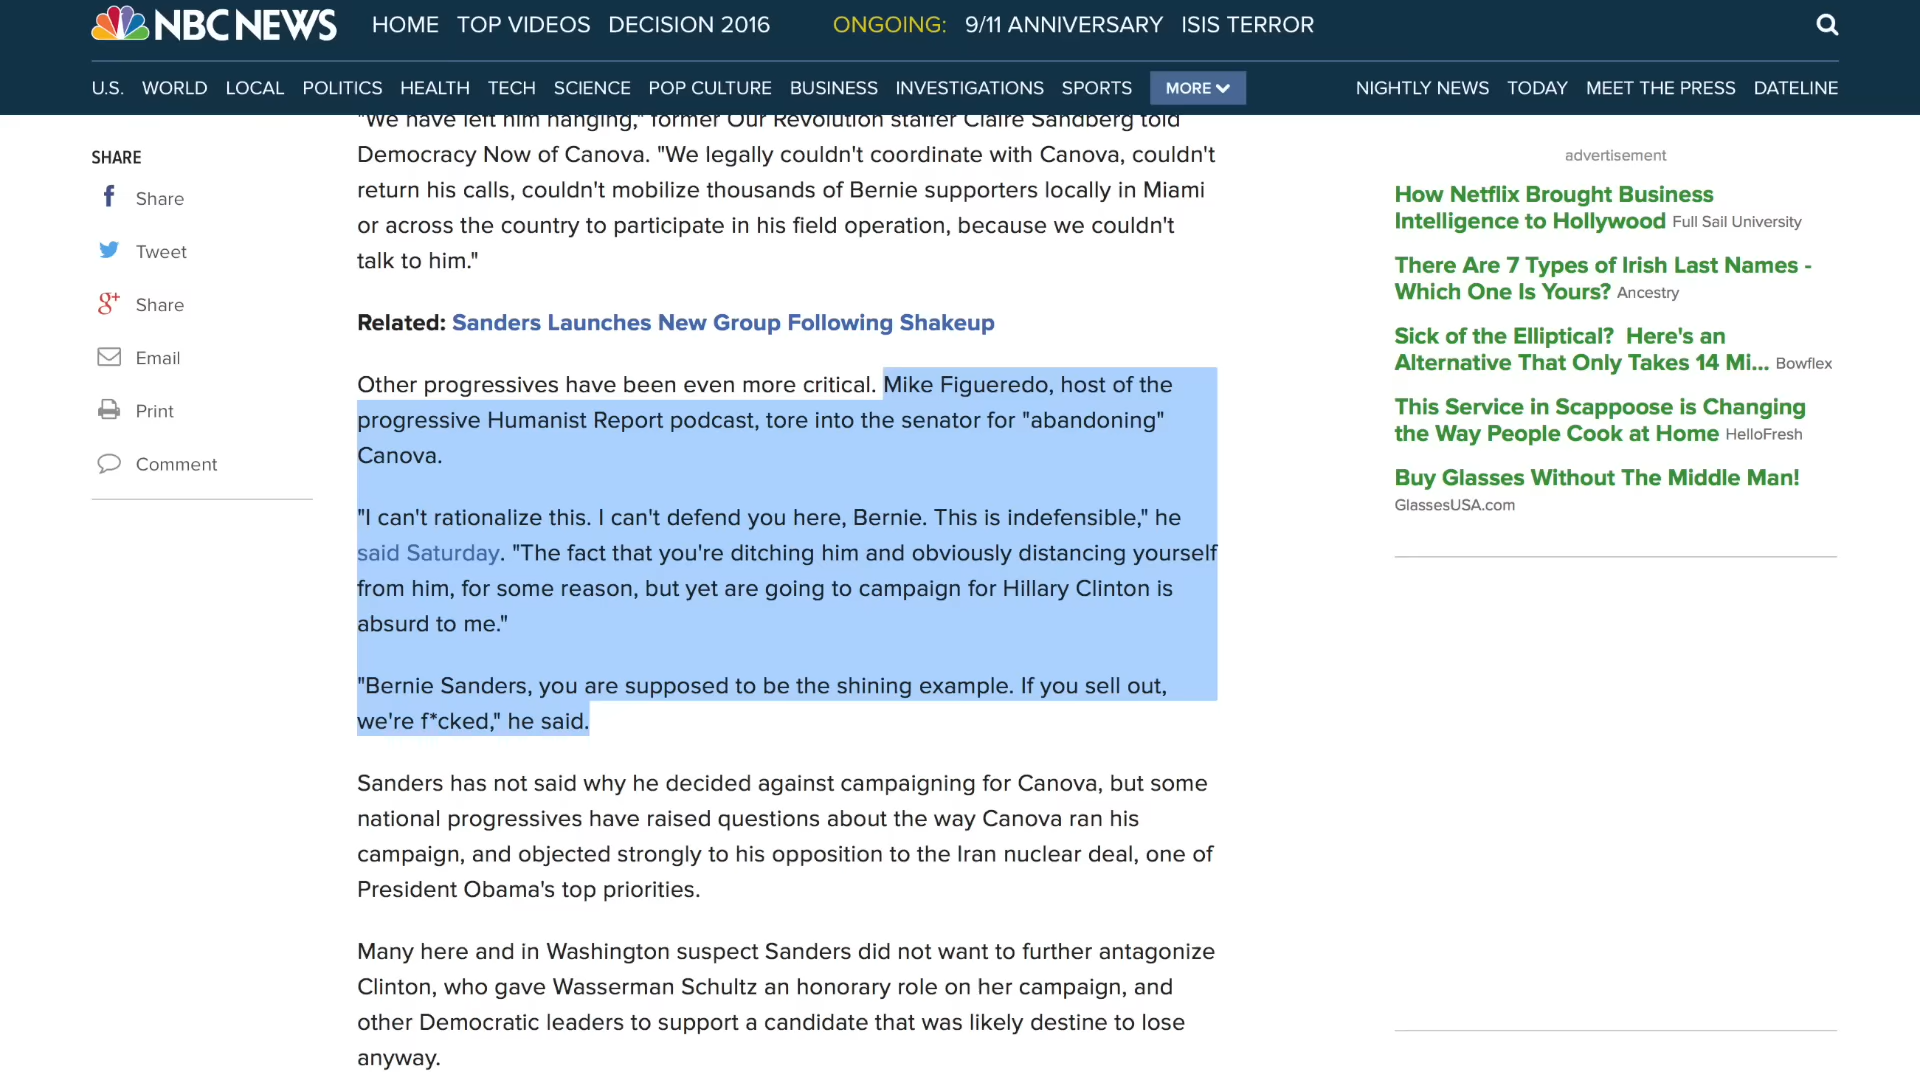 NBC NEWS
HOME TOP VIDEOS DECISION 2016 ONGOING: 9/11 ANNIVERSARY ISIS TERROR
U.S. WORLD LOCAL POLITICS HEALTH TECH SCIENCE POP CULTURE BUSINESS INVESTIGATIONS SPORTS MORE NIGHTLY NEWS TODAY MEET THE PRESS DATELINE
SHARE
Share
Tweet
Share
Email
Print
Comment
"We have left him hanging," former Our Revolution staffer Claire Sandberg told
Democracy Now of Canova. "We legally couldn't coordinate with Canova, couldn't
return his calls, couldn't mobilize thousands of Bernie supporters locally in Miami
or across the country to participate in his field operation, because we couldn't
talk to him."
Related: Sanders Launches New Group Following Shakeup
Other progressives have been even more critical. Mike Figueredo, host of the
progressive Humanist Report podcast, tore into the senator for "abandoning"
Canova.
"I can't rationalize this. I can't defend you here, Bernie. This is indefensible," he
said Saturday. "The fact that you're ditching him and obviously distancing yourself
from him, for some reason, but yet are going to campaign for Hillary Clinton is
absurd to me."
"Bernie Sanders, you are supposed to be the shining example. If you sell out,
we're f*cked," he said.
Sanders has not said why he decided against campaigning for Canova, but some
national progressives have raised questions about the way Canova ran his
campaign, and objected strongly to his opposition to the Iran nuclear deal, one of
President Obama's top priorities.
Many here and in Washington suspect Sanders did not want to further antagonize
Clinton, who gave Wasserman Schultz an honorary role on her campaign, and
other Democratic leaders to support a candidate that was likely destine to lose
anyway.
advertisement
How Netflix Brought Business
Intelligence to Hollywood Full Sail University
There Are 7 Types of Irish Last Names -
Which One Is Yours? Ancestry
Sick of the Elliptical? Here's an
Alternative That Only Takes 14 Mi... Bowflex
This Service in Scappoose is Changing
the Way People Cook at Home HelloFresh
Buy Glasses Without The Middle Man!
GlassesUSA.com